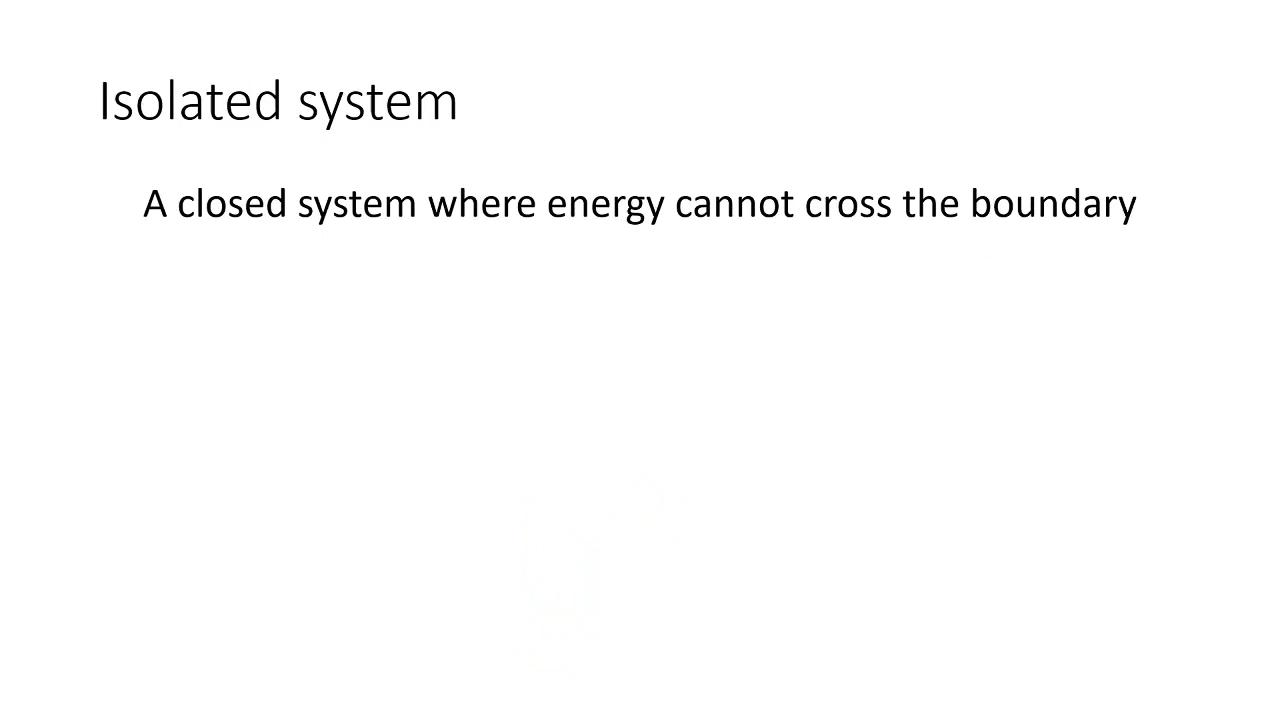 Isolated system
A closed system where energy cannot cross the boundary